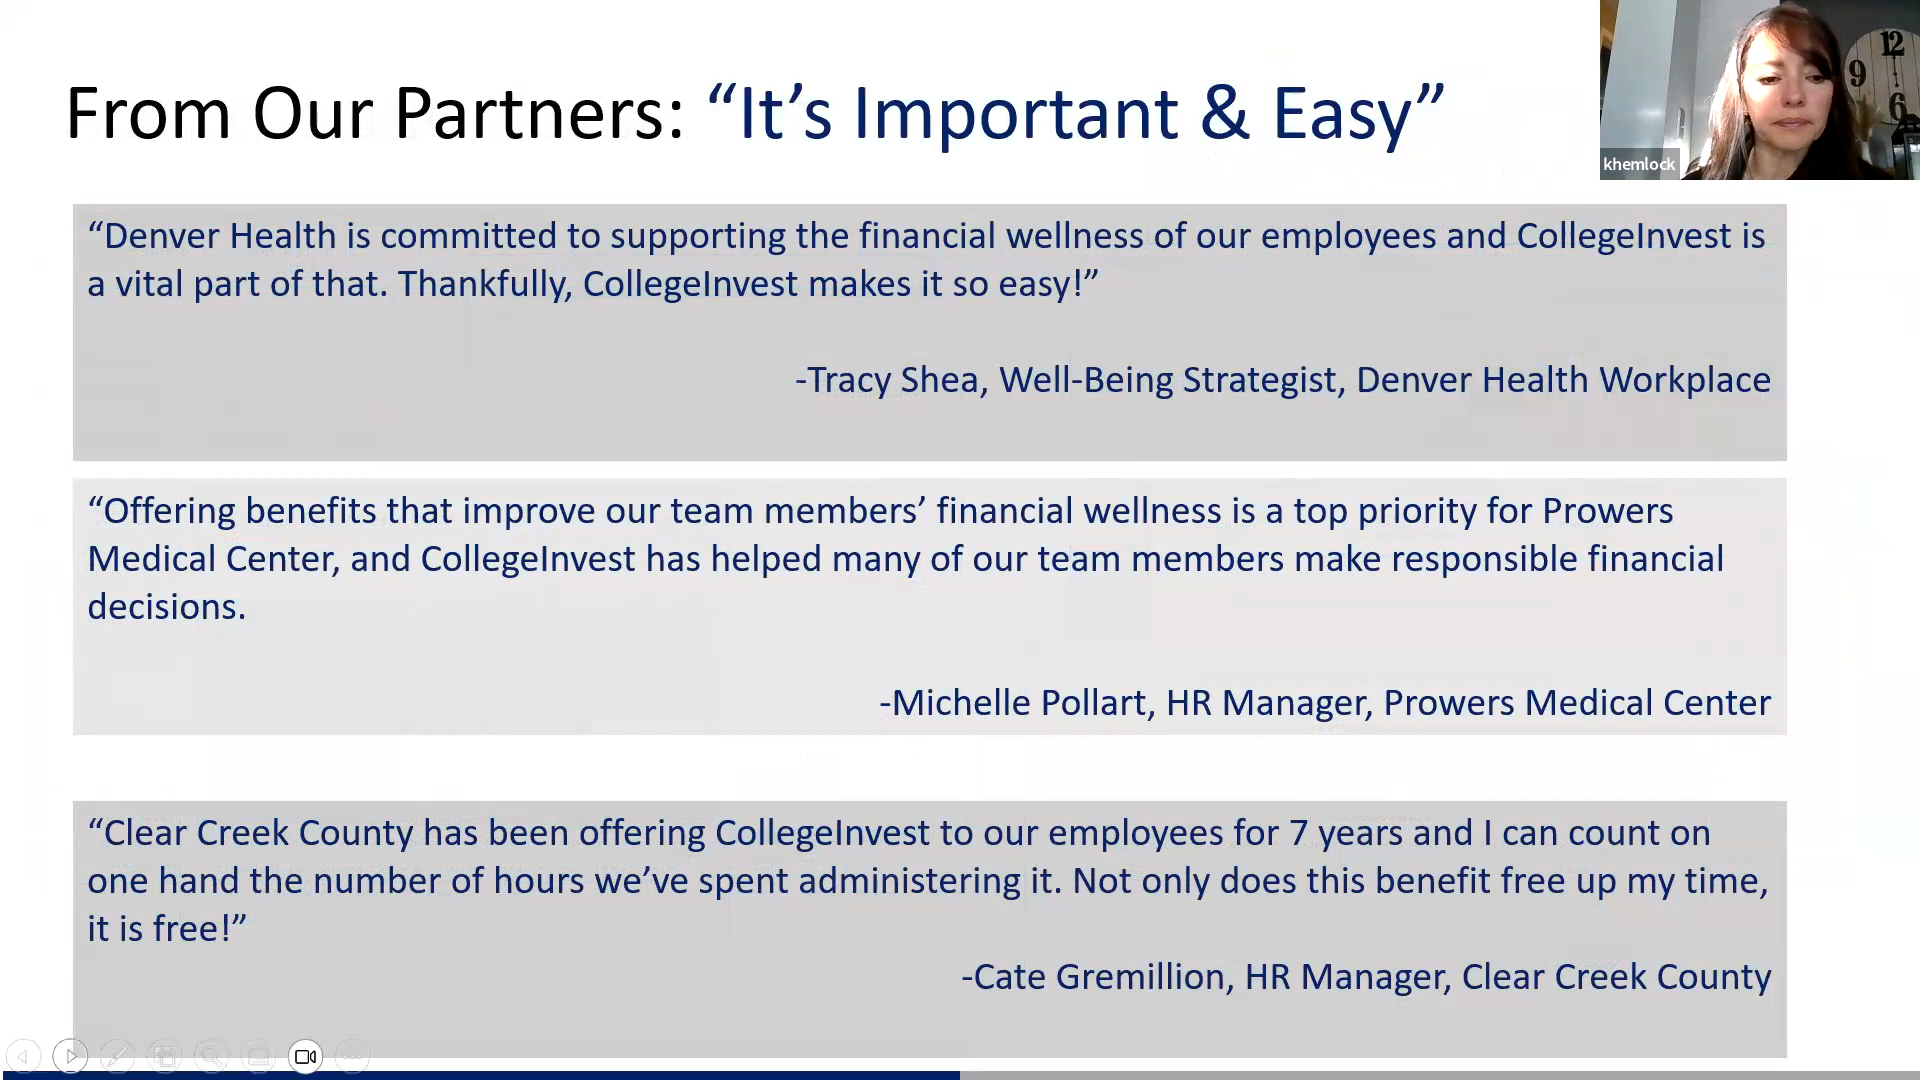 From Our Partners: “It’s Important & Easy”
12
9
6
khemlock
“Denver Health is committed to supporting the financial wellness of our employees and CollegeInvest is
a vital part of that. Thankfully, CollegeInvest makes it so easy!”
-Tracy Shea, Well-Being Strategist, Denver Health Workplace
“Offering benefits that improve our team members’ financial wellness is a top priority for Prowers
Medical Center, and CollegeInvest has helped many of our team members make responsible financial
decisions.
-Michelle Pollart, HR Manager, Prowers Medical Center
“Clear Creek County has been offering CollegeInvest to our employees for 7 years and I can count on
one hand the number of hours we’ve spent administering it. Not only does this benefit free up my time,
it is free!”
-Cate Gremillion, HR Manager, Clear Creek County